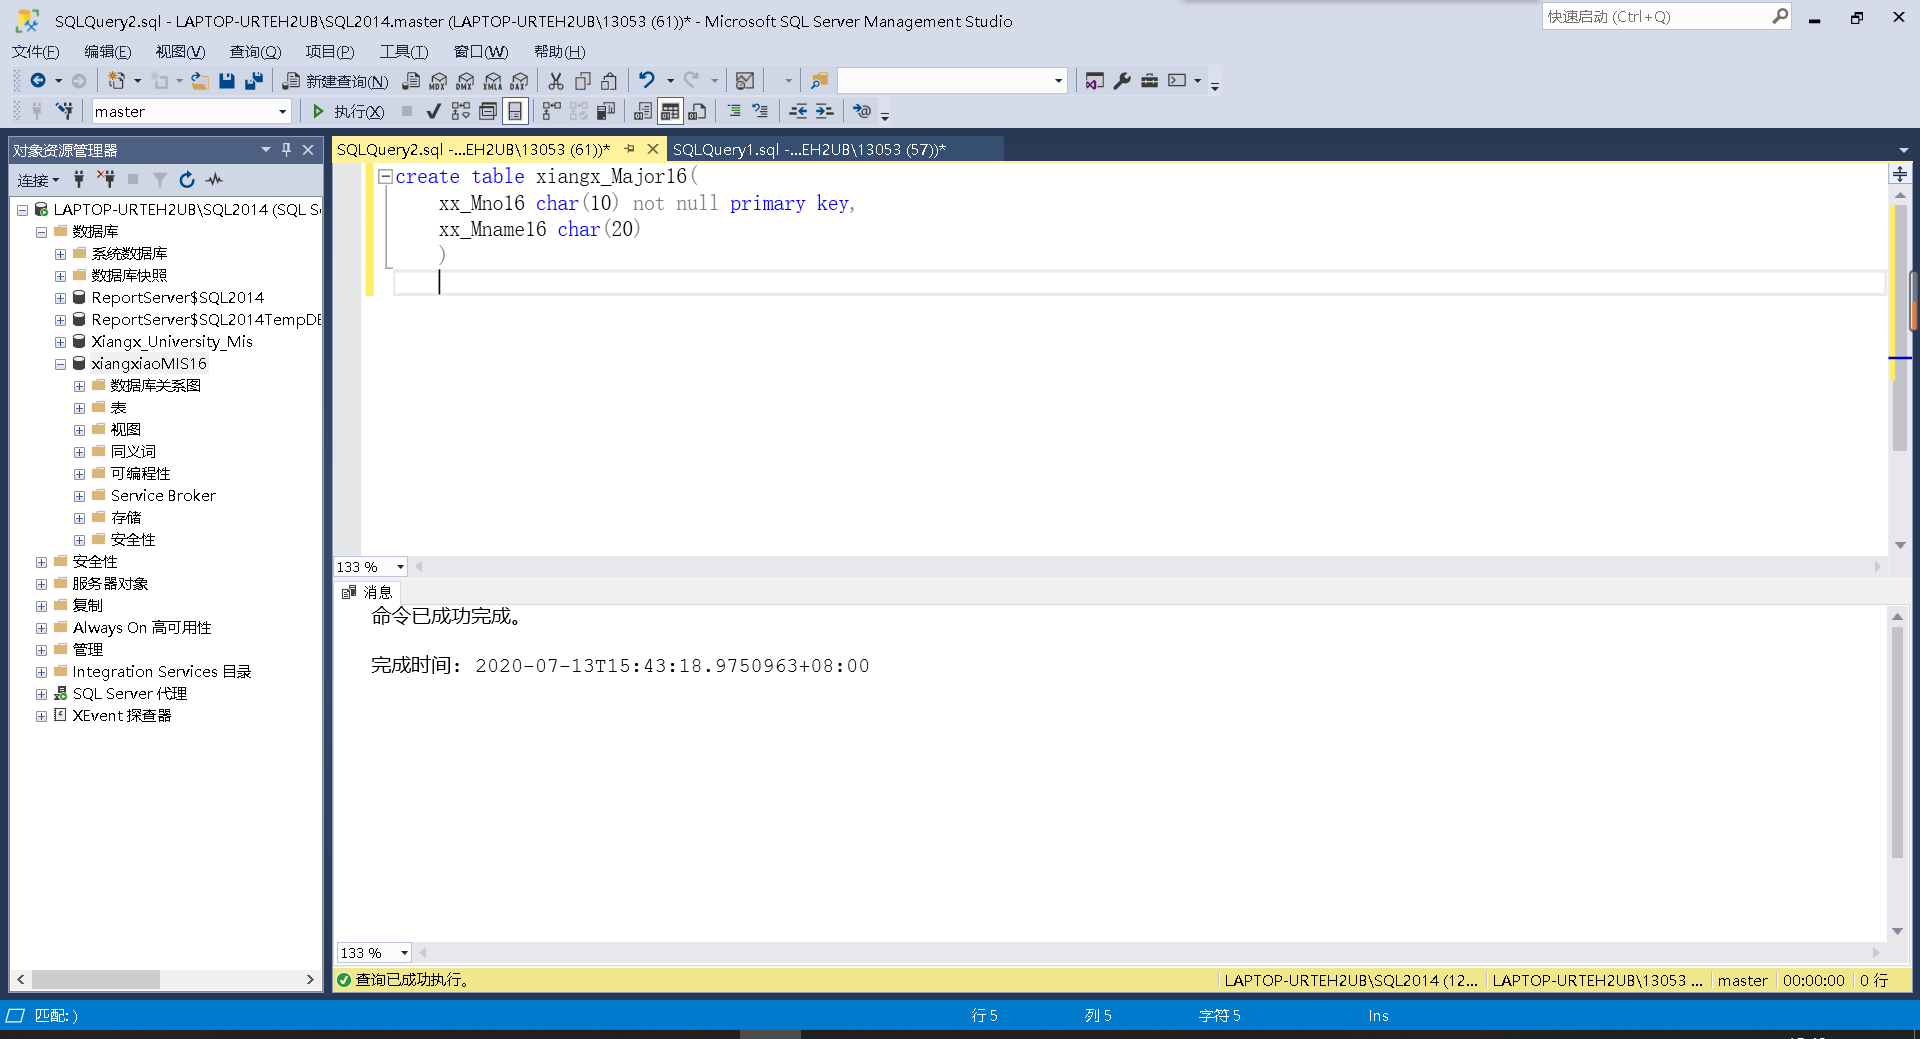 SQLQuery2.sql - LAPTOP-URTEH2UB\SQL2014.master (LAPTOP-URTEH2UB\13053 (61))* - Microsoft SQL Server Management Studio
快速启动 (Ctrl+Q)
文件(F) 编辑(E) 视图(V) 查询(Q) 项目(P) 工具(T) 窗口(W) 帮助(H)
新建查询(N) MDX DMX XMLA DAX
master 执行(X)
对象资源管理器
SQLQuery2.sql -...EH2UB\13053 (61))* SQLQuery1.sql -...EH2UB\13053 (57))*
连接
LAPTOP-URTEH2UB\SQL2014 (SQL S
数据库
系统数据库
数据库快照
ReportServer$SQL2014
ReportServer$SQL2014TempDB
Xiangx_University_Mis
xiangxiaoMIS16
数据库关系图
表
视图
同义词
可编程性
Service Broker
存储
安全性
安全性
服务器对象
复制
Always On 高可用性
管理
Integration Services 目录
SQL Server 代理
XEvent 探查器
create table xiangx_Major16(
xx_Mno16 char(10) not null primary key,
xx_Mname16 char(20)
)
133 %
消息
命令已成功完成。
完成时间: 2020-07-13T15:43:18.9750963+08:00
133 %
查询已成功执行。 LAPTOP-URTEH2UB\SQL2014 (12... LAPTOP-URTEH2UB\13053 ... master 00:00:00 0 行
匹配: ) 行 5 列 5 字符 5 Ins